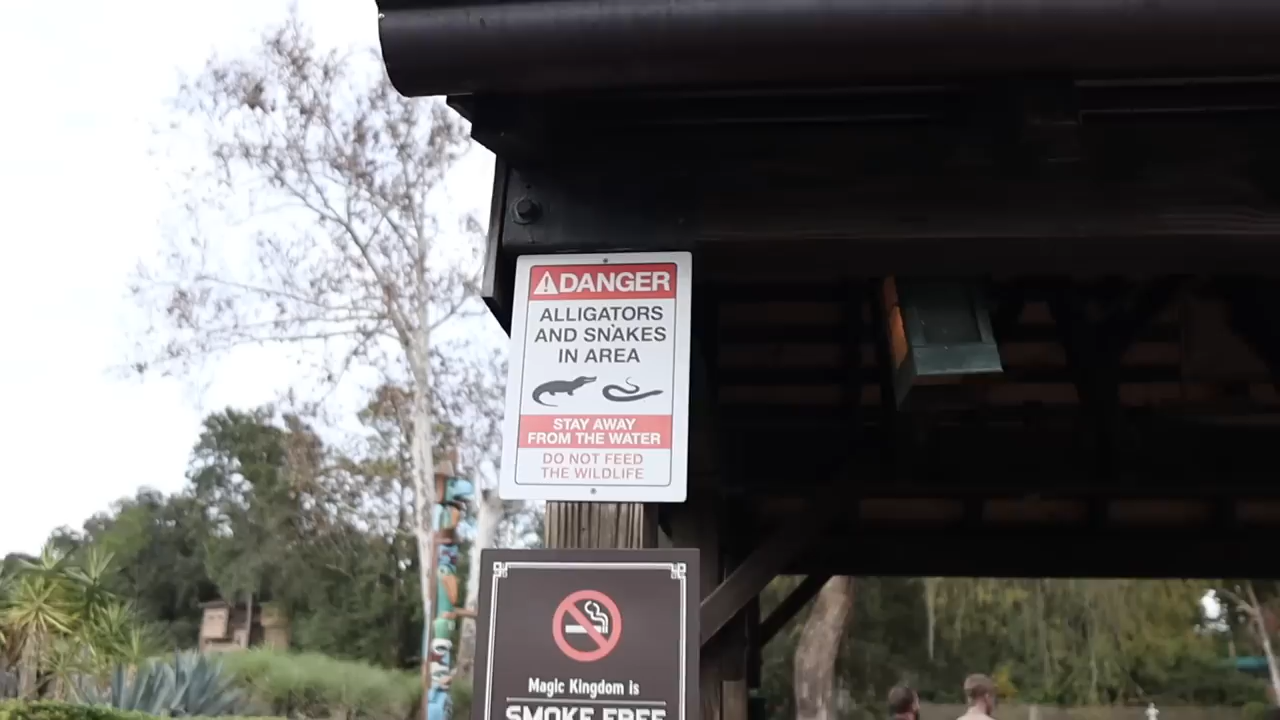 DANGER
ALLIGATORS
AND SNAKES
IN AREA
STAY AWAY
FROM THE WATER
DO NOT FEED
THE WILDLIFE
Magic Kingdom is
SMOKE FREE